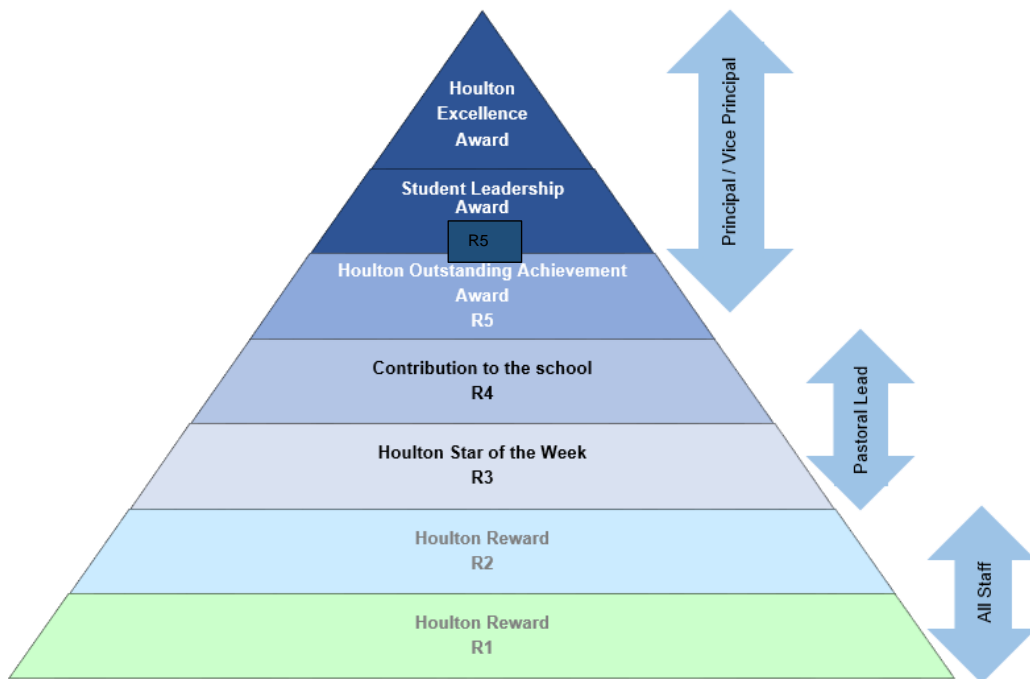 Houlton
Excellence
Award
Student Leadership
Award
R5
Houlton Outstanding Achievement
Award
R5
Contribution to the school
R4
Houlton Star of the Week
R3
Houlton Reward
R2
Houlton Reward
R1
Principal / Vice Principal
Pastoral Lead
All Staff